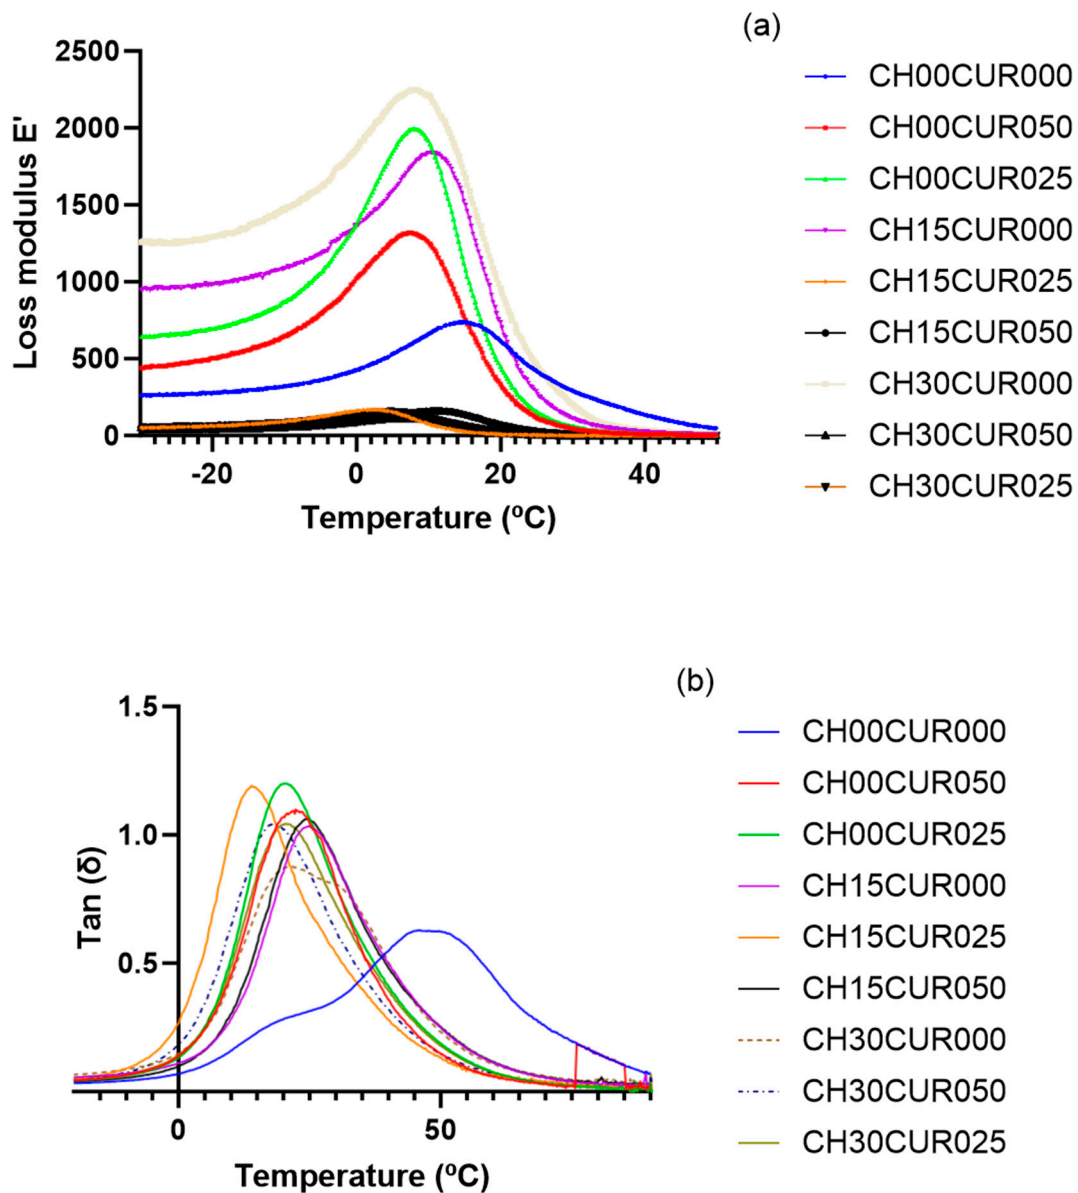 (a)
2500
2000
1500
1000
500
0
Loss modulus E'
-20 0 20 40
Temperature (ºC)
CH00CUR000
CH00CUR050
CH00CUR025
CH15CUR000
CH15CUR025
CH15CUR050
CH30CUR000
CH30CUR050
CH30CUR025
(b)
1.5
1.0
0.5
Tan (δ)
0 50
Temperature (ºC)
CH00CUR000
CH00CUR050
CH00CUR025
CH15CUR000
CH15CUR025
CH15CUR050
CH30CUR000
CH30CUR050
CH30CUR025